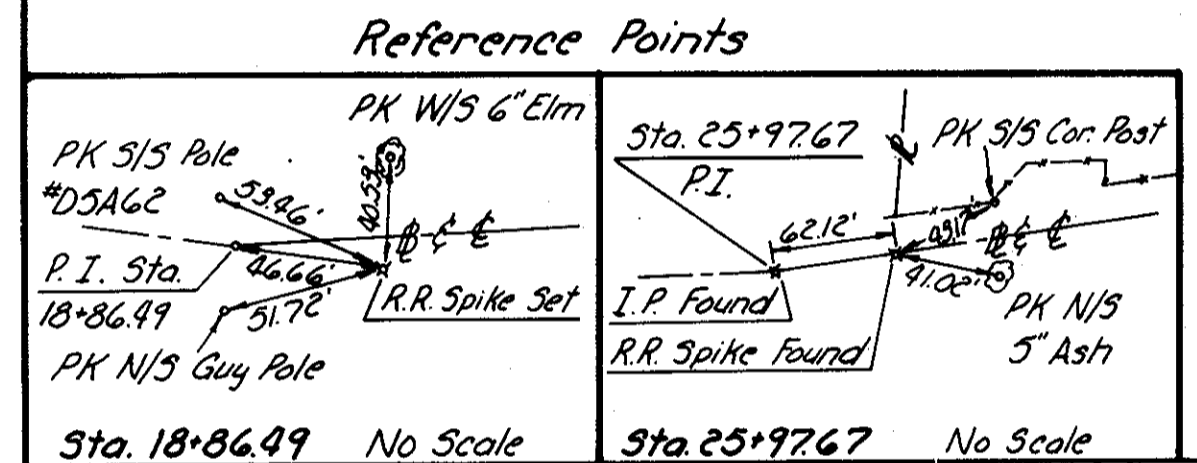 Reference Points
PK W/S 6" Elm
PK S/S Pole
#D5A62
53.46'
40.59'
46.66'
P.I. Sta.
18+86.49
51.72'
R.R. Spike Set
PK N/S Guy Pole
Sta. 18+86.49 No Scale
Sta. 25+97.67
P.I.
PK S/S Cor. Post
62.12'
49.17'
41.02'
I.P. Found
R.R. Spike Found
PK N/S
5" Ash
Sta. 25+97.67 No Scale